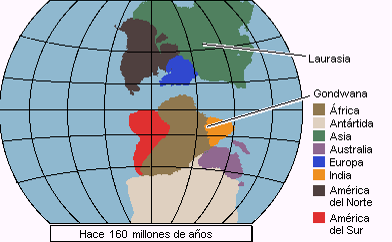 Laurasia
Gondwana
África
Antártida
Asia
Australia
Europa
India
América
del Norte
América
del Sur
Hace 160 millones de años